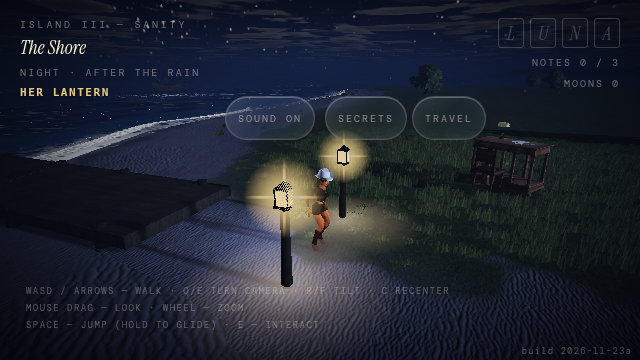 ISLAND III — SANITY
The Shore
NIGHT · AFTER THE RAIN
HER LANTERN
LUNA
NOTES 0 / 3
MOONS 0
SOUND ON
SECRETS
TRAVEL
WASD / ARROWS — WALK · Q/E TURN CAMERA · R/F TILT · C RECENTER
MOUSE DRAG — LOOK · WHEEL — ZOOM
SPACE — JUMP (HOLD TO GLIDE) · E — INTERACT
build 2026-11-23a